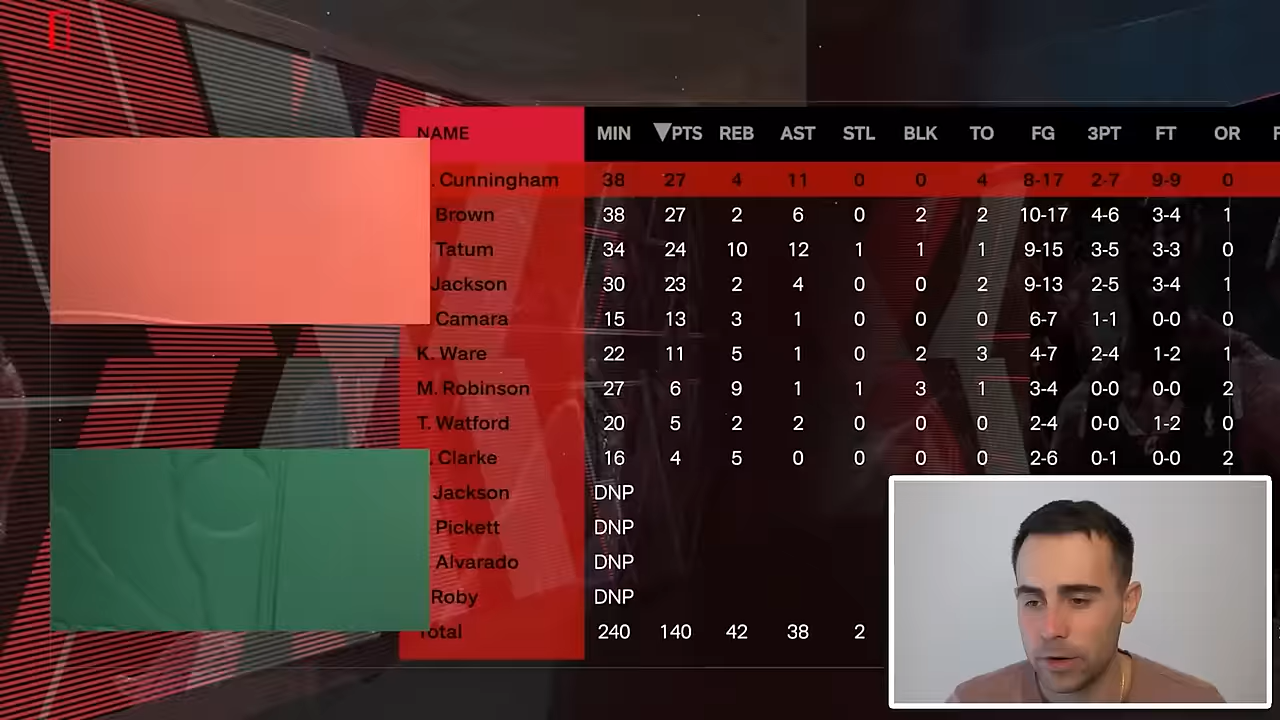 NAME MIN ▼PTS REB AST STL BLK TO FG 3PT FT OR
. Cunningham 38 27 4 11 0 0 4 8-17 2-7 9-9 0
Brown 38 27 2 6 0 2 2 10-17 4-6 3-4 1
. Tatum 34 24 10 12 1 1 1 9-15 3-5 3-3 0
Jackson 30 23 2 4 0 0 2 9-13 2-5 3-4 1
Camara 15 13 3 1 0 0 0 6-7 1-1 0-0 0
K. Ware 22 11 5 1 0 2 3 4-7 2-4 1-2 1
M. Robinson 27 6 9 1 1 3 1 3-4 0-0 0-0 2
T. Watford 20 5 2 2 0 0 0 2-4 0-0 1-2 0
. Clarke 16 4 5 0 0 0 0 2-6 0-1 0-0 2
Jackson DNP
Pickett DNP
Alvarado DNP
Roby DNP
Total 240 140 42 38 2